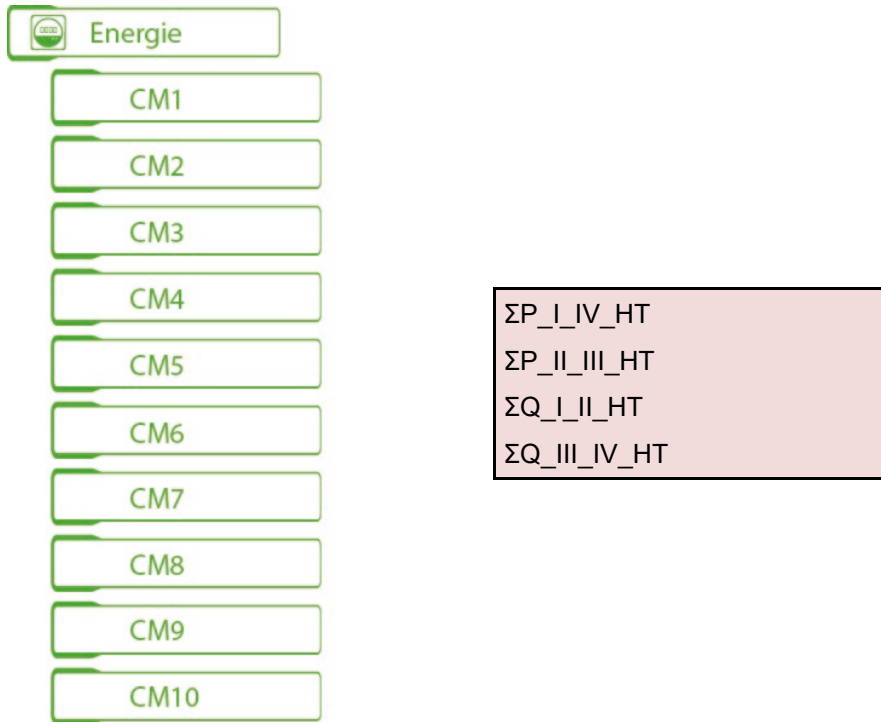 Energie
CM1
CM2
CM3
CM4
CM5
CM6
CM7
CM8
CM9
CM10
ΣP_I_IV_HT
ΣP_II_III_HT
ΣQ_I_II_HT
ΣQ_III_IV_HT